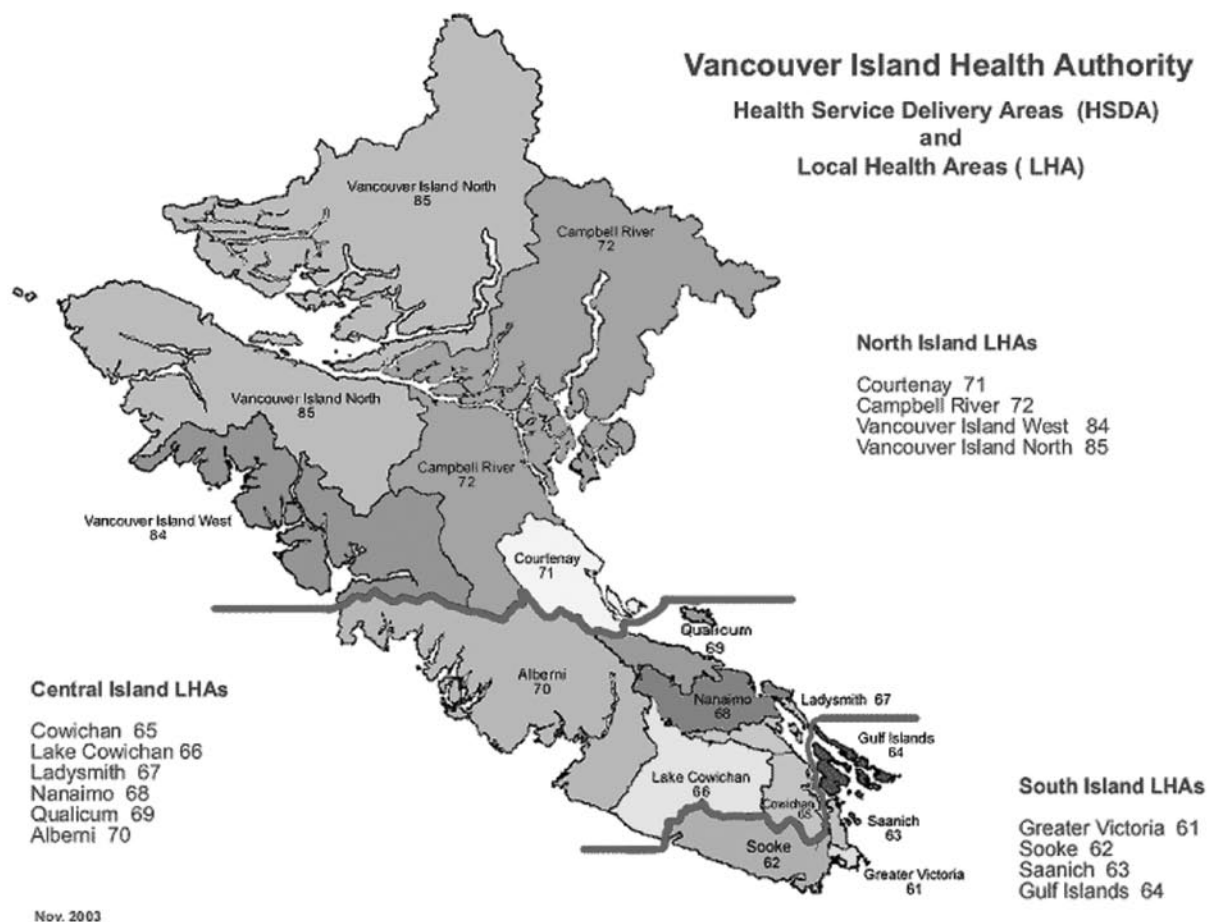 Vancouver Island Health Authority
Health Service Delivery Areas (HSDA)
and
Local Health Areas ( LHA)
Vancouver Island North
85
Campbell River
72
North Island LHAs
Courtenay 71
Campbell River 72
Vancouver Island West 84
Vancouver Island North 85
Vancouver Island North
85
Campbell River
72
Vancouver Island West
84
Courtenay
71
Qualicum
69
Alberni
70
Central Island LHAs
Cowichan 65
Lake Cowichan 66
Ladysmith 67
Nanaimo 68
Qualicum 69
Alberni 70
Nanaimo
68
Ladysmith 67
Gulf Islands
64
Lake Cowichan
66
Cowichan
65
Saanich
63
Sooke
62
Greater Victoria
61
South Island LHAs
Greater Victoria 61
Sooke 62
Saanich 63
Gulf Islands 64
Nov. 2003